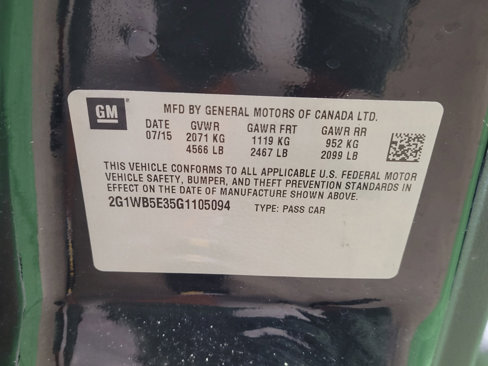 GM
MFD BY GENERAL MOTORS OF CANADA LTD.
DATE GVWR GAWR FRT GAWR RR
07/15 2071 KG 1119 KG 952 KG
4566 LB 2467 LB 2099 LB
THIS VEHICLE CONFORMS TO ALL APPLICABLE U.S. FEDERAL MOTOR
VEHICLE SAFETY, BUMPER, AND THEFT PREVENTION STANDARDS IN
EFFECT ON THE DATE OF MANUFACTURE SHOWN ABOVE.
2G1WB5E35G1105094 TYPE: PASS CAR